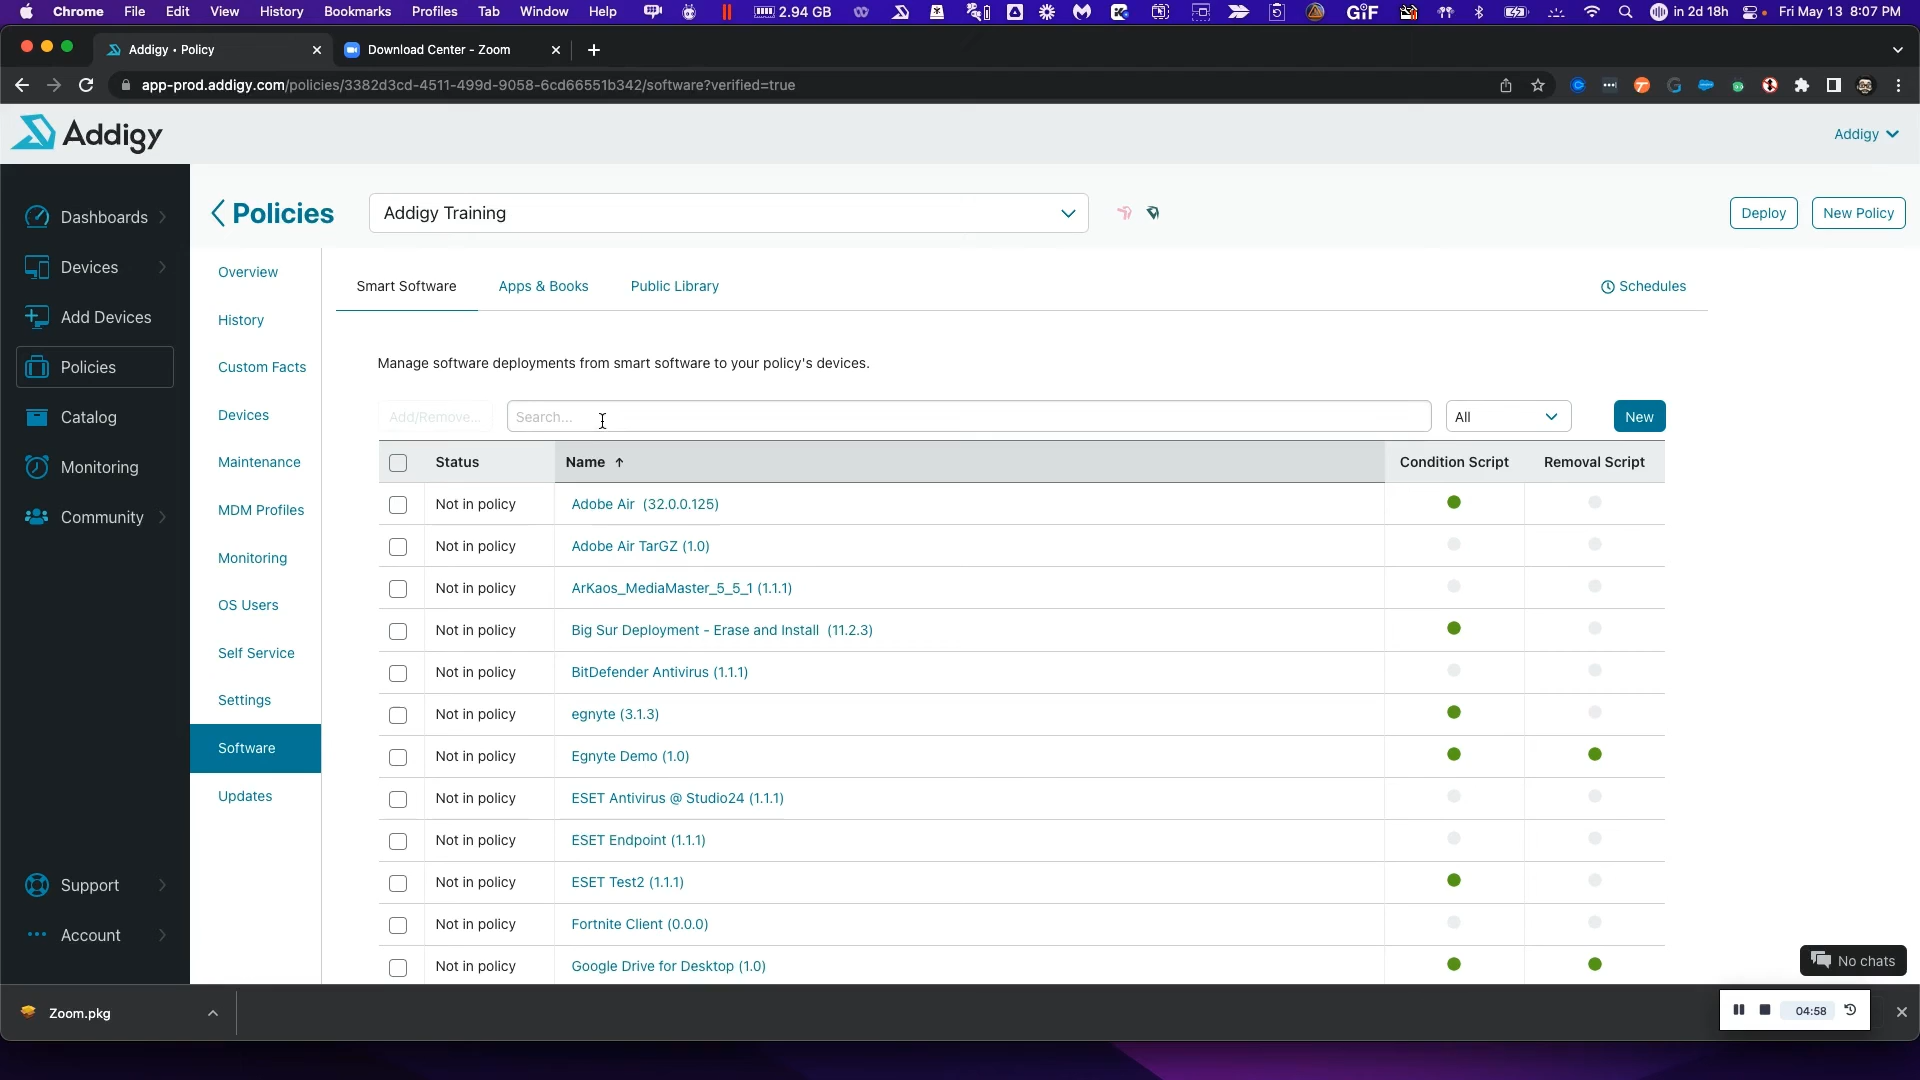 Chrome File Edit View History Bookmarks Profiles Tab Window Help 2.94 GB GIF in 2d 18h Fri May 13 8:07 PM
Addigy • Policy
Download Center - Zoom
app-prod.addigy.com/policies/3382d3cd-4511-499d-9058-6cd66551b342/software?verified=true
Addigy
Addigy
Dashboards
Devices
Add Devices
Policies
Catalog
Monitoring
Community
Support
Account
Policies
Addigy Training
Deploy
New Policy
Overview
History
Custom Facts
Devices
Maintenance
MDM Profiles
Monitoring
OS Users
Self Service
Settings
Software
Updates
Smart Software Apps & Books Public Library
Schedules
Manage software deployments from smart software to your policy's devices.
Add/Remove... Search... All New
Status Name Condition Script Removal Script
Not in policy Adobe Air (32.0.0.125)
Not in policy Adobe Air TarGZ (1.0)
Not in policy ArKaos_MediaMaster_5_5_1 (1.1.1)
Not in policy Big Sur Deployment - Erase and Install (11.2.3)
Not in policy BitDefender Antivirus (1.1.1)
Not in policy egnyte (3.1.3)
Not in policy Egnyte Demo (1.0)
Not in policy ESET Antivirus @ Studio24 (1.1.1)
Not in policy ESET Endpoint (1.1.1)
Not in policy ESET Test2 (1.1.1)
Not in policy Fortnite Client (0.0.0)
Not in policy Google Drive for Desktop (1.0)
No chats
Zoom.pkg
04:58